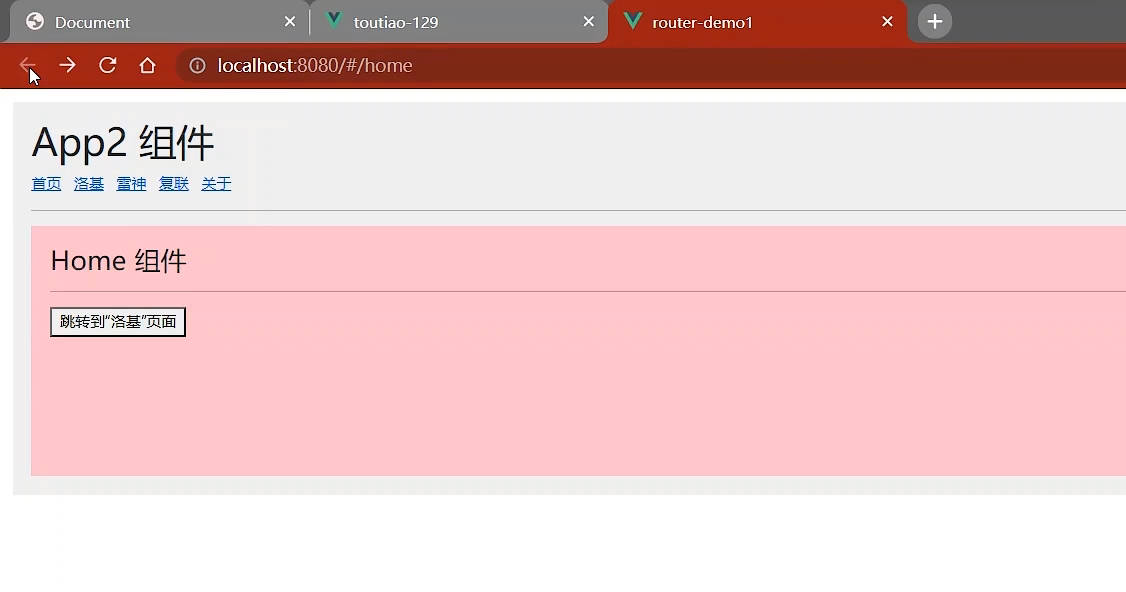 Document toutiao-129 router-demo1
localhost:8080/#/home
App2 组件
首页 洛基 雷神 复联 关于
Home 组件
跳转到“洛基”页面